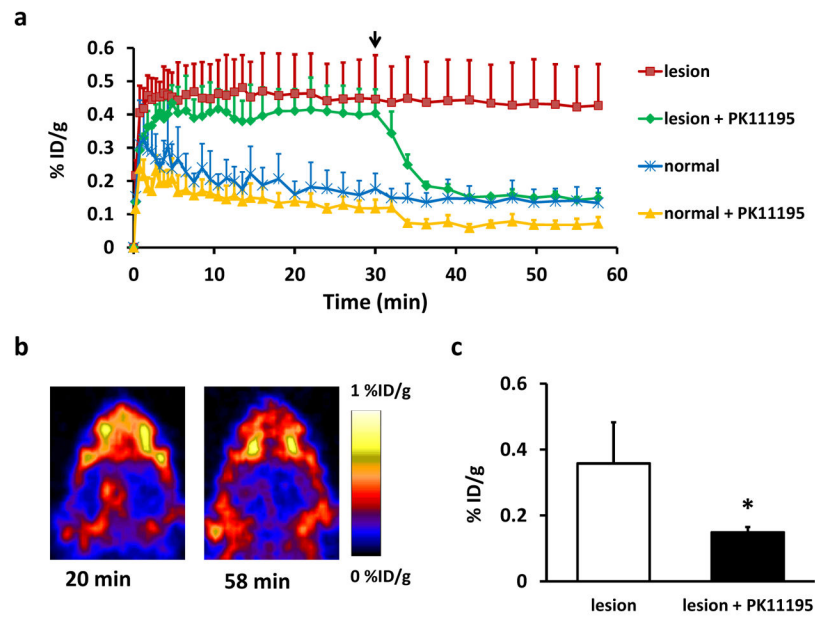 a
0.6
0.5
0.4
0.3
0.2
0.1
0
% ID/g
0 10 20 30 40 50 60
Time (min)
lesion
lesion + PK11195
normal
normal + PK11195
b
1 %ID/g
0 %ID/g
20 min
58 min
c
0.6
0.4
0.2
0
% ID/g
*
lesion
lesion + PK11195